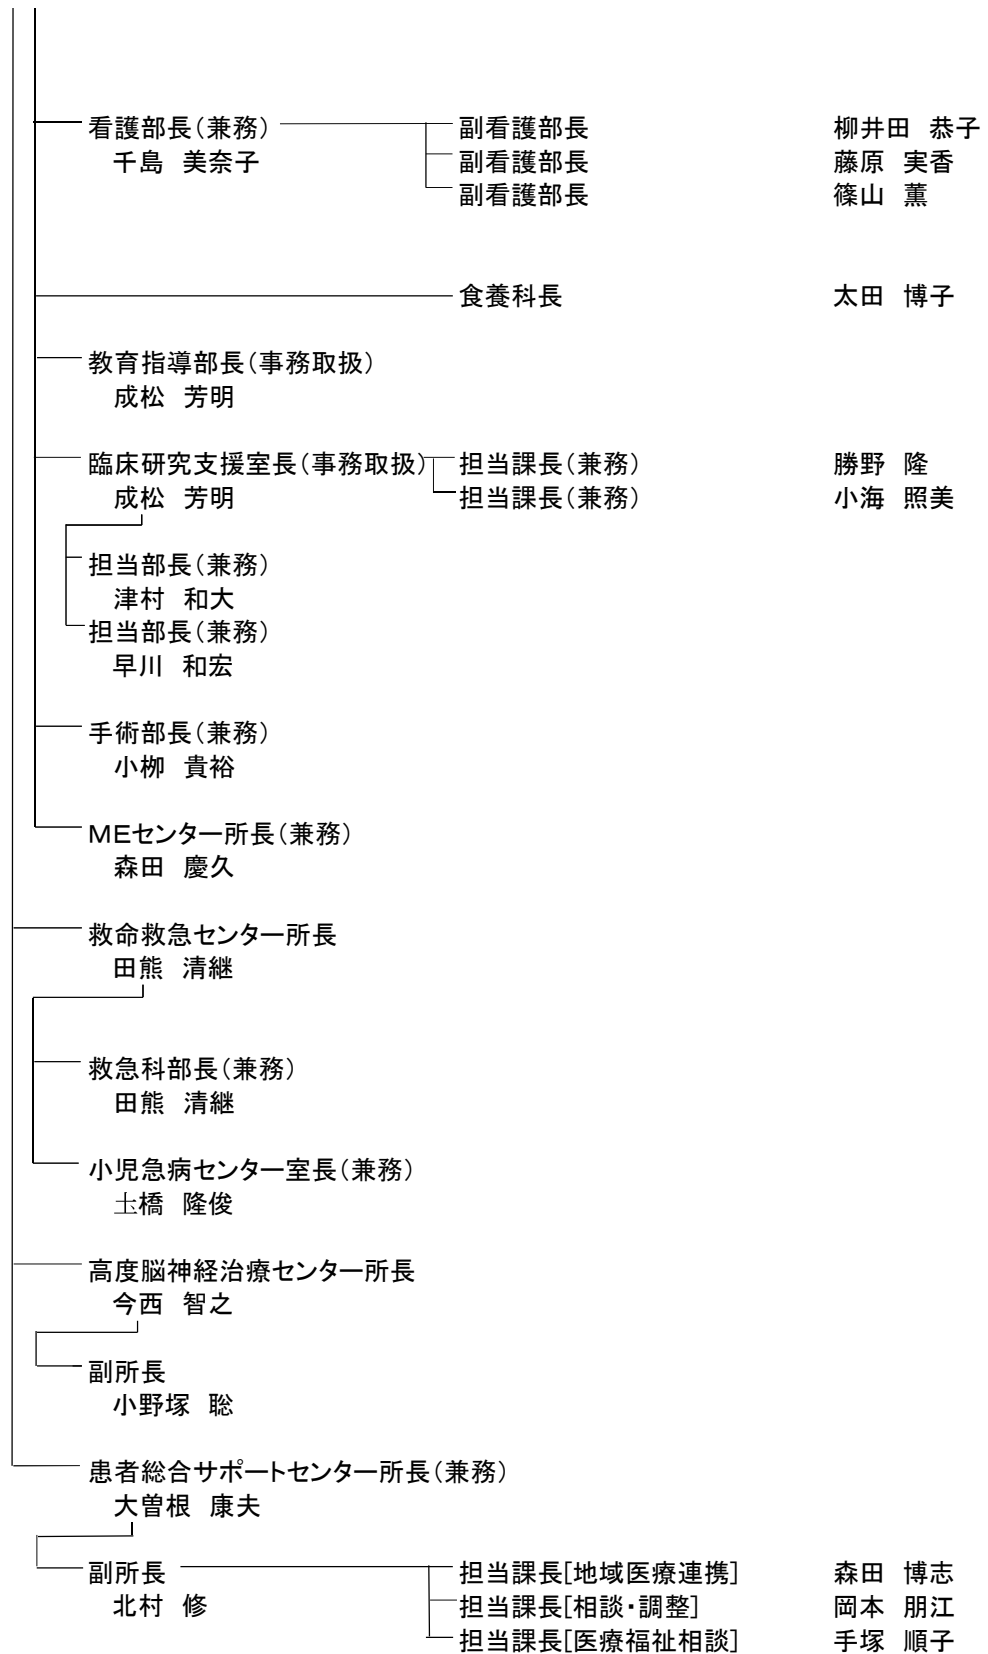 看護部長（兼務） 副看護部長 柳井田　恭子
千島　美奈子 副看護部長 藤原　実香
副看護部長 篠山　薫
食養科長 太田　博子
教育指導部長（事務取扱）
成松　芳明
臨床研究支援室長（事務取扱） 担当課長（兼務） 勝野　隆
成松　芳明 担当課長（兼務） 小海　照美
担当部長（兼務）
津村　和大
担当部長（兼務）
早川　和宏
手術部長（兼務）
小栁　貴裕
ＭＥセンター所長（兼務）
森田　慶久
救命救急センター所長
田熊　清継
救急科部長（兼務）
田熊　清継
小児急病センター室長（兼務）
圡橋　隆俊
高度脳神経治療センター所長
今西　智之
副所長
小野塚　聡
患者総合サポートセンター所長（兼務）
大曽根　康夫
副所長 担当課長[地域医療連携] 森田　博志
北村　修 担当課長[相談・調整] 岡本　朋江
担当課長[医療福祉相談] 手塚　順子